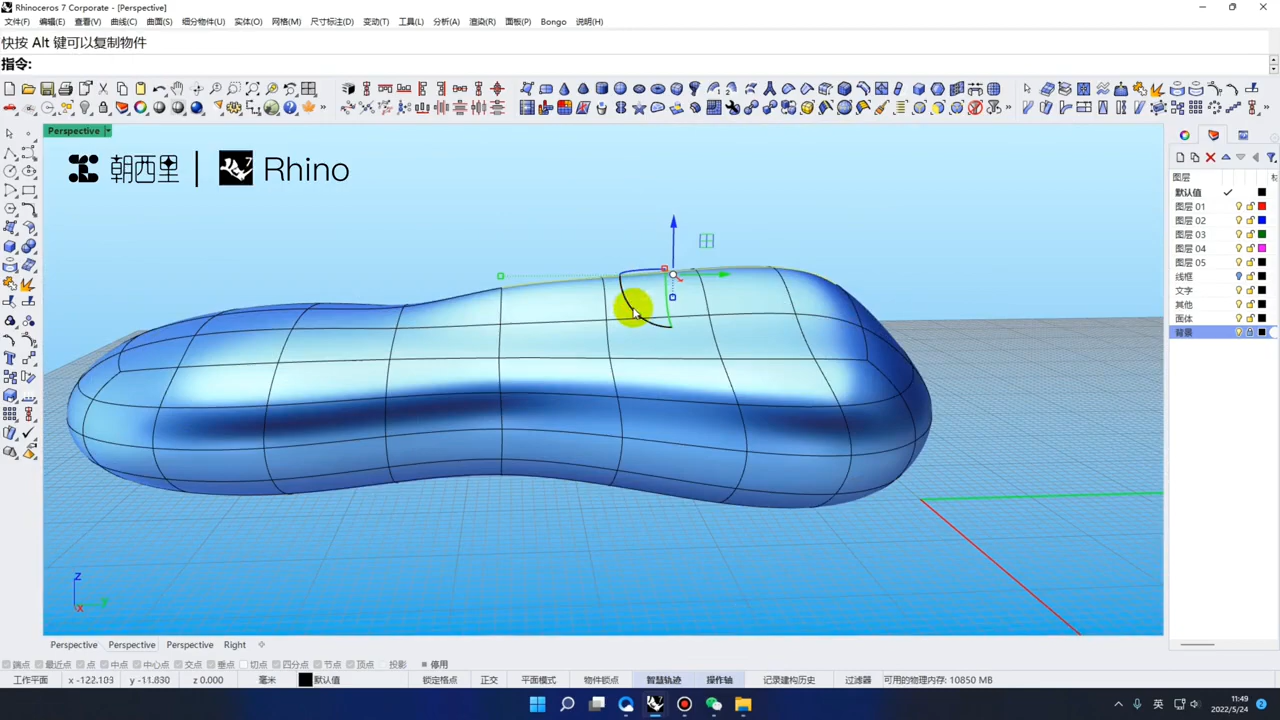 Rhinoceros 7 Corporate - [Perspective]
文件(F) 编辑(E) 查看(V) 曲线(C) 曲面(S) 细分物件(U) 实体(O) 网格(M) 尺寸标注(D) 变动(T) 工具(L) 分析(A) 渲染(R) 面板(P) Bongo 说明(H)
快按 Alt 键可以复制物件
指令:
Perspective
朝西里 | Rhino
图层
默认值
图层 01
图层 02
图层 03
图层 04
图层 05
线框
文字
其他
面体
背景
z
x
Perspective Perspective Perspective Right
端点 最近点 点 中点 中心点 交点 垂点 切点 四分点 节点 顶点 投影 停用
工作平面 x -122.103 y -11.830 z 0.000 毫米 默认值 锁定格点 正交 平面模式 物件锁点 智慧轨迹 操作轴 记录建构历史 过滤器 可用的物理内存: 10850 MB
英
11:49
2022/5/24